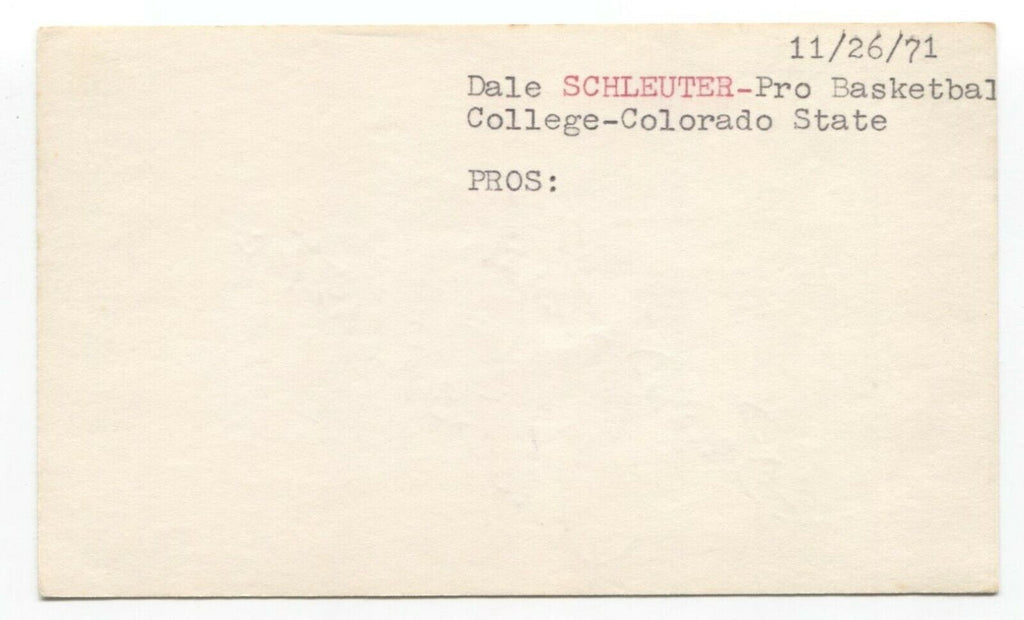 11/26/71
Dale SCHLEUTER-Pro Basketbal
College-Colorado State
PROS: